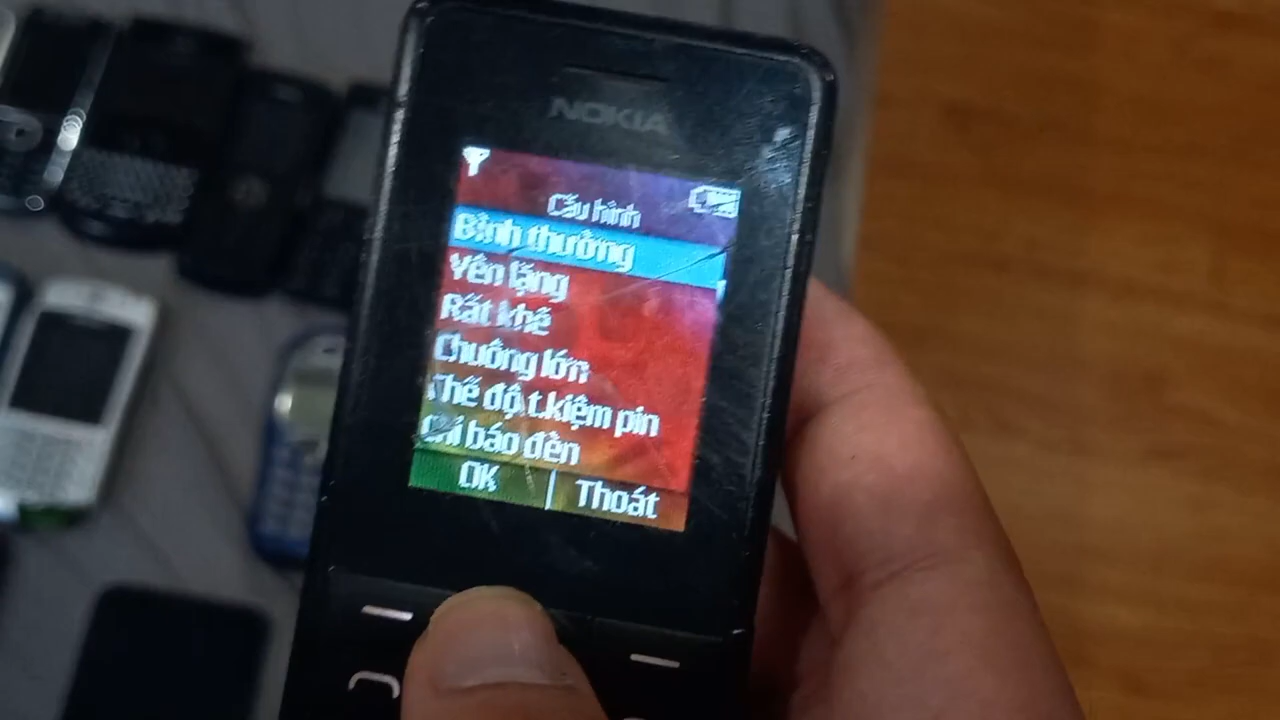 NOKIA
Cấu hình
Bình thường
Yên lặng
Rất khẽ
Chuông lớn
Chế độ t.kiệm pin
Chỉ báo đèn
OK
Thoát